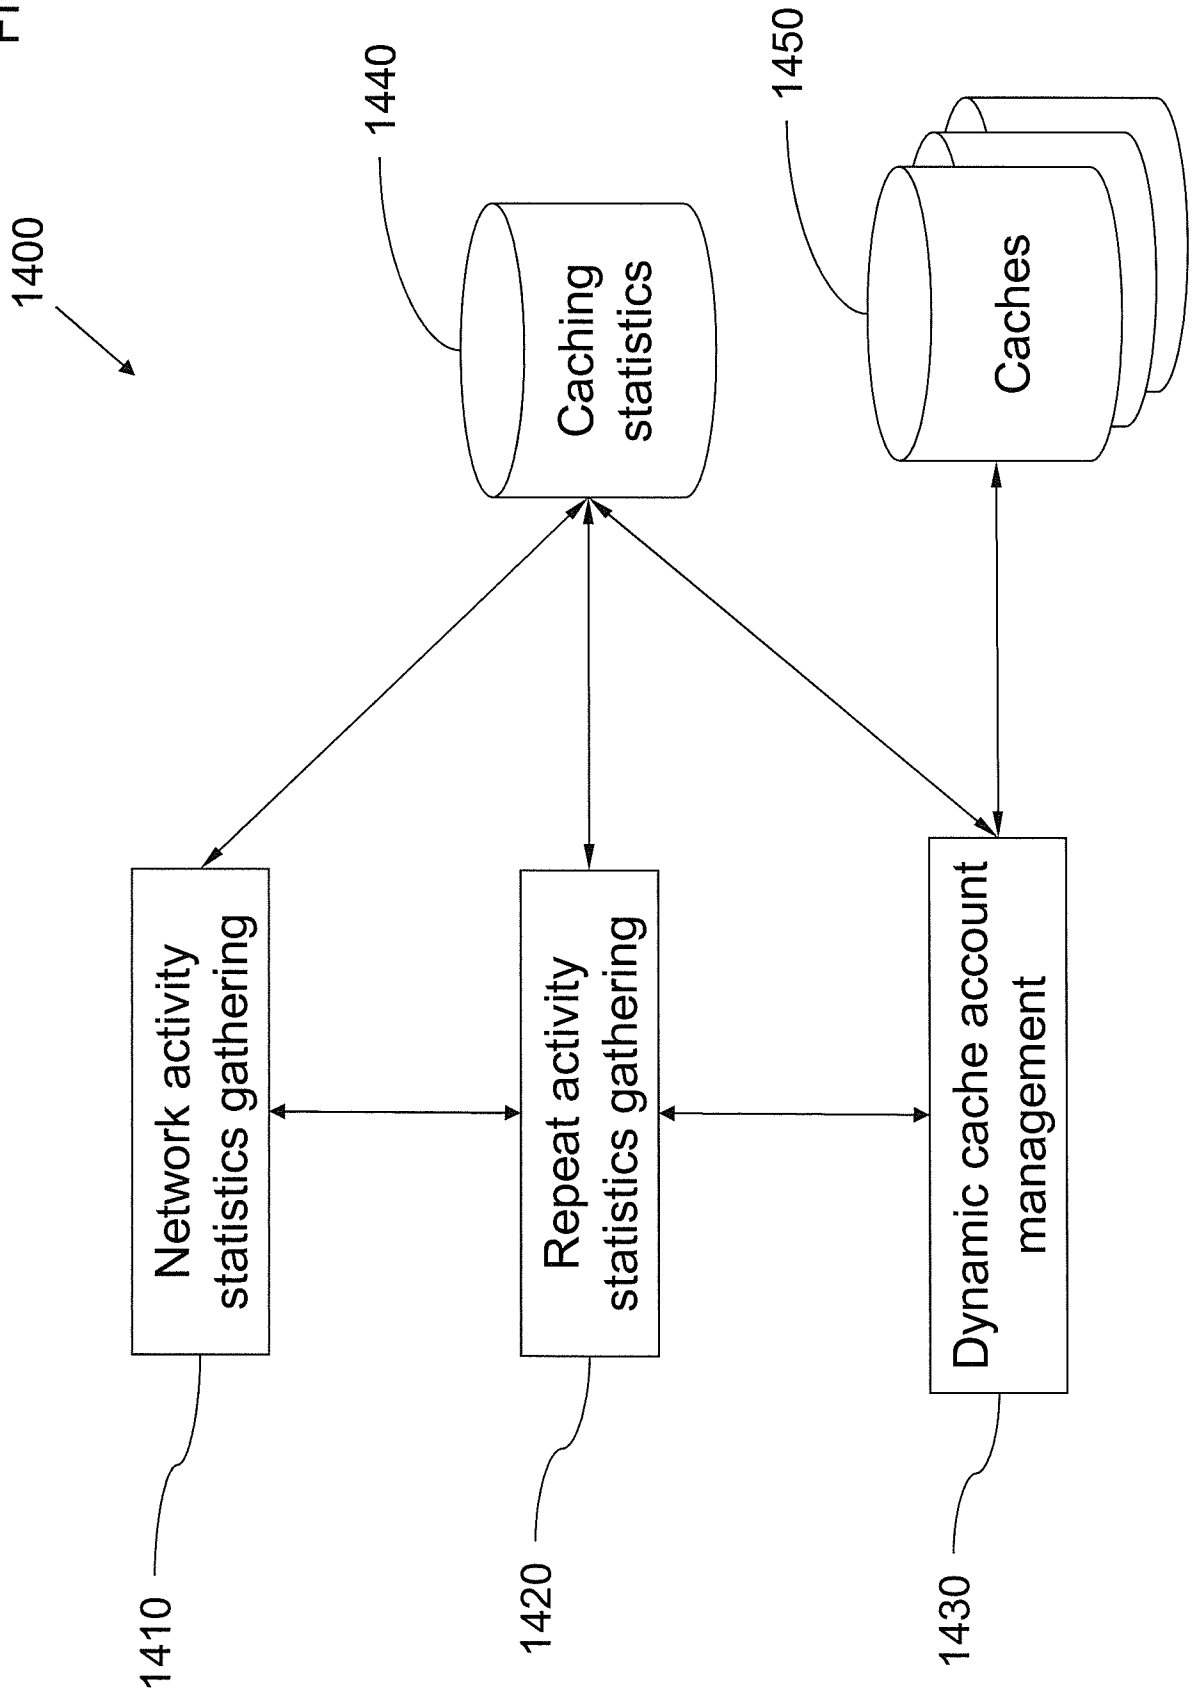 1400
1410
Network activity
statistics gathering
1420
Repeat activity
statistics gathering
1430
Dynamic cache account
management
1440
Caching
statistics
1450
Caches